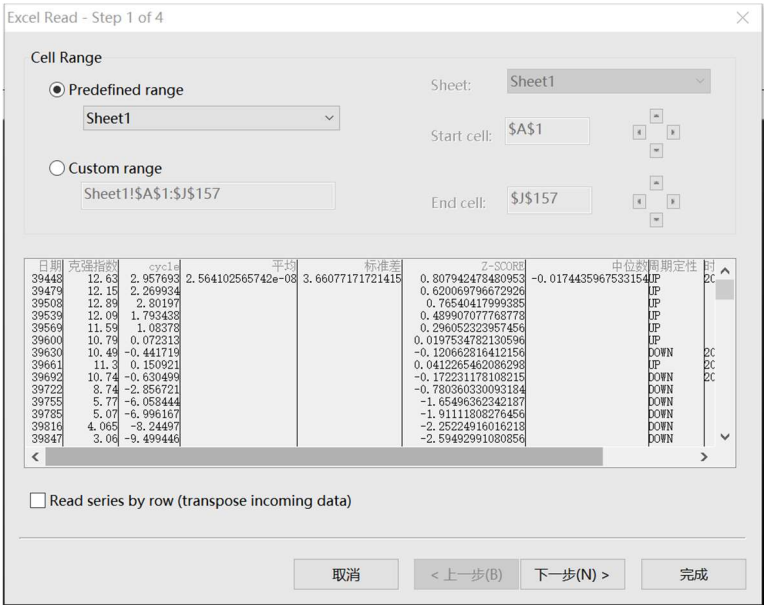 Excel Read - Step 1 of 4
Cell Range
Predefined range
Sheet1
Custom range
Sheet1!$A$1:$J$157
Sheet:
Sheet1
Start cell:
$A$1
End cell:
$J$157
日期 克强指数 cycle 平均 标准差 Z-SCORE 中位数 周期定性 时
39448 12.63 2.957693 2.564102565742e-08 3.66077171721415 0.807942478480953 -0.0174435967533154 UP 20
39479 12.15 2.269934 0.620069796672926 UP
39508 12.89 2.80197 0.76540417999385 UP
39539 12.09 1.793438 0.489907077768778 UP
39569 11.59 1.08378 0.296052323957456 UP
39600 10.79 0.072313 0.0197534782130596 UP
39630 10.49 -0.441719 -0.120662816412156 DOWN 20
39661 11.3 0.150921 0.0412265462086298 UP 20
39692 10.74 -0.630499 -0.172231178108215 DOWN 20
39722 8.74 -2.856721 -0.780360330093184 DOWN
39755 5.77 -6.058444 -1.65496362342187 DOWN
39785 5.07 -6.996167 -1.91111808276456 DOWN
39816 4.065 -8.24497 -2.25224916016218 DOWN
39847 3.06 -9.499446 -2.59492991080856 DOWN
Read series by row (transpose incoming data)
取消
< 上一步(B)
下一步(N) >
完成